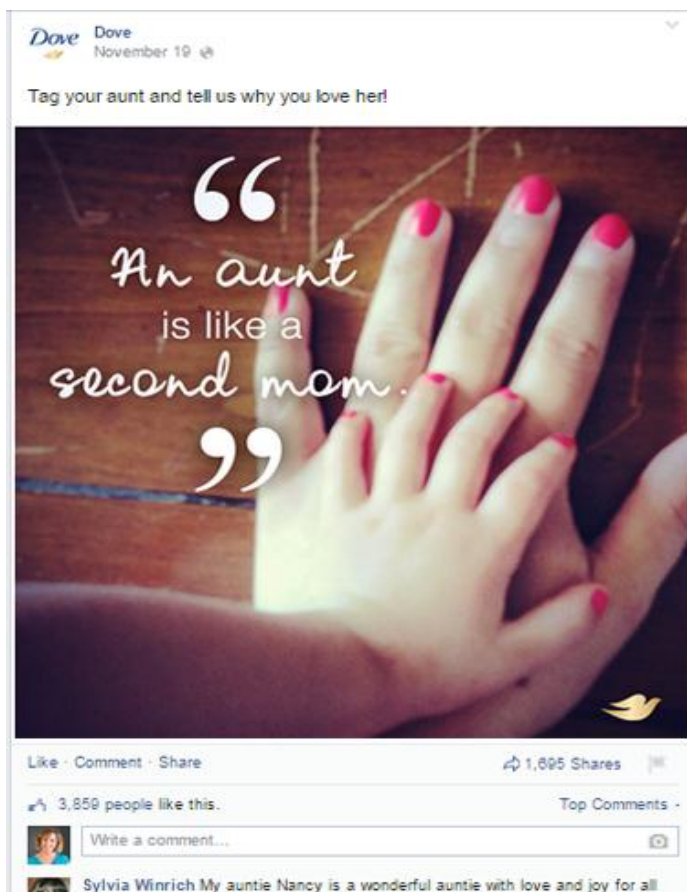 Dove
Dove
November 19
Tag your aunt and tell us why you love her!
“
An aunt
is like a
second mom.
”
Like · Comment · Share
1,695 Shares
3,859 people like this.
Top Comments
Write a comment...
Sylvia Winrich My auntie Nancy is a wonderful auntie with love and joy for all